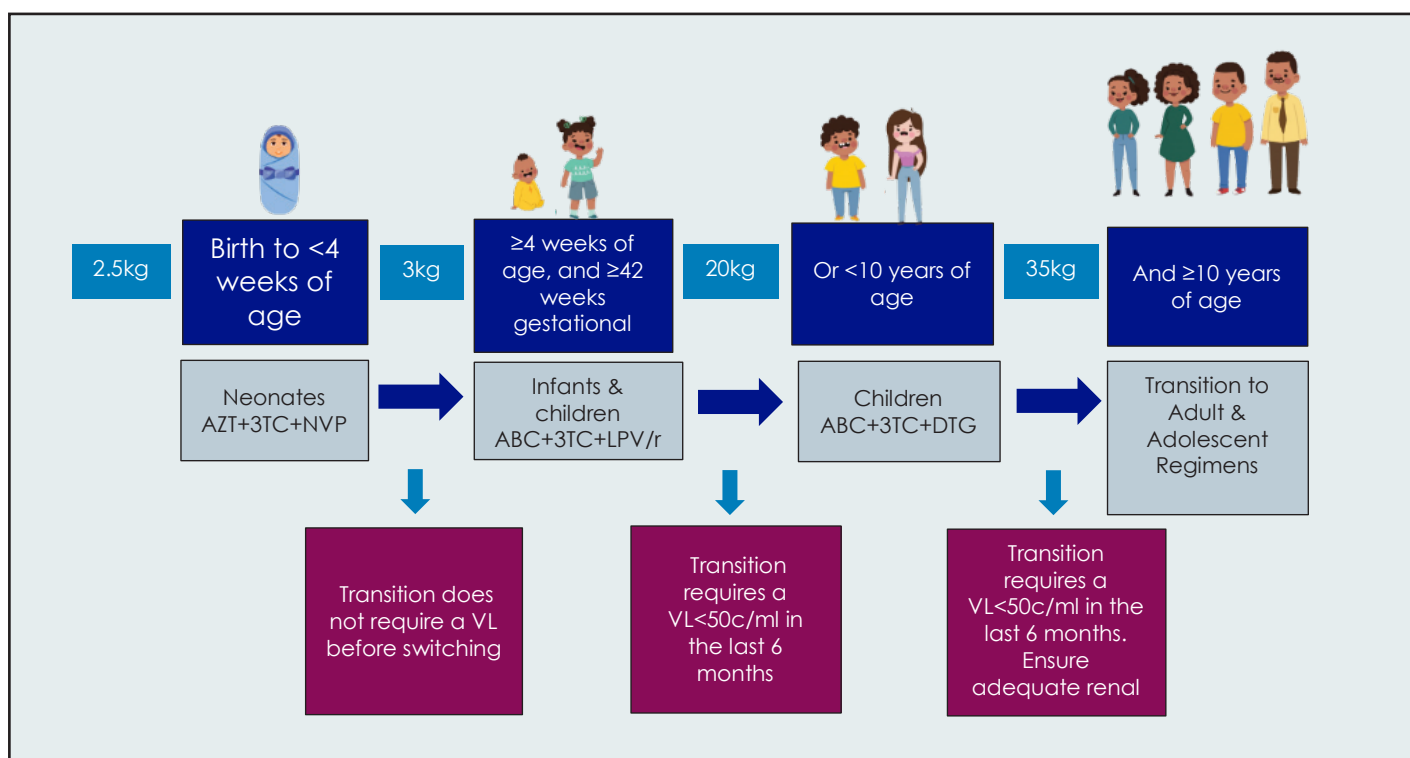 2.5kg
Birth to <4
weeks of
age
3kg
≥4 weeks of
age, and ≥42
weeks
gestational
20kg
Or <10 years of
age
35kg
And ≥10 years
of age
Neonates
AZT+3TC+NVP
Infants &
children
ABC+3TC+LPV/r
Children
ABC+3TC+DTG
Transition to
Adult &
Adolescent
Regimens
Transition does
not require a VL
before switching
Transition
requires a
VL<50c/ml in
the last 6
months
Transition
requires a
VL<50c/ml in the
last 6 months.
Ensure
adequate renal